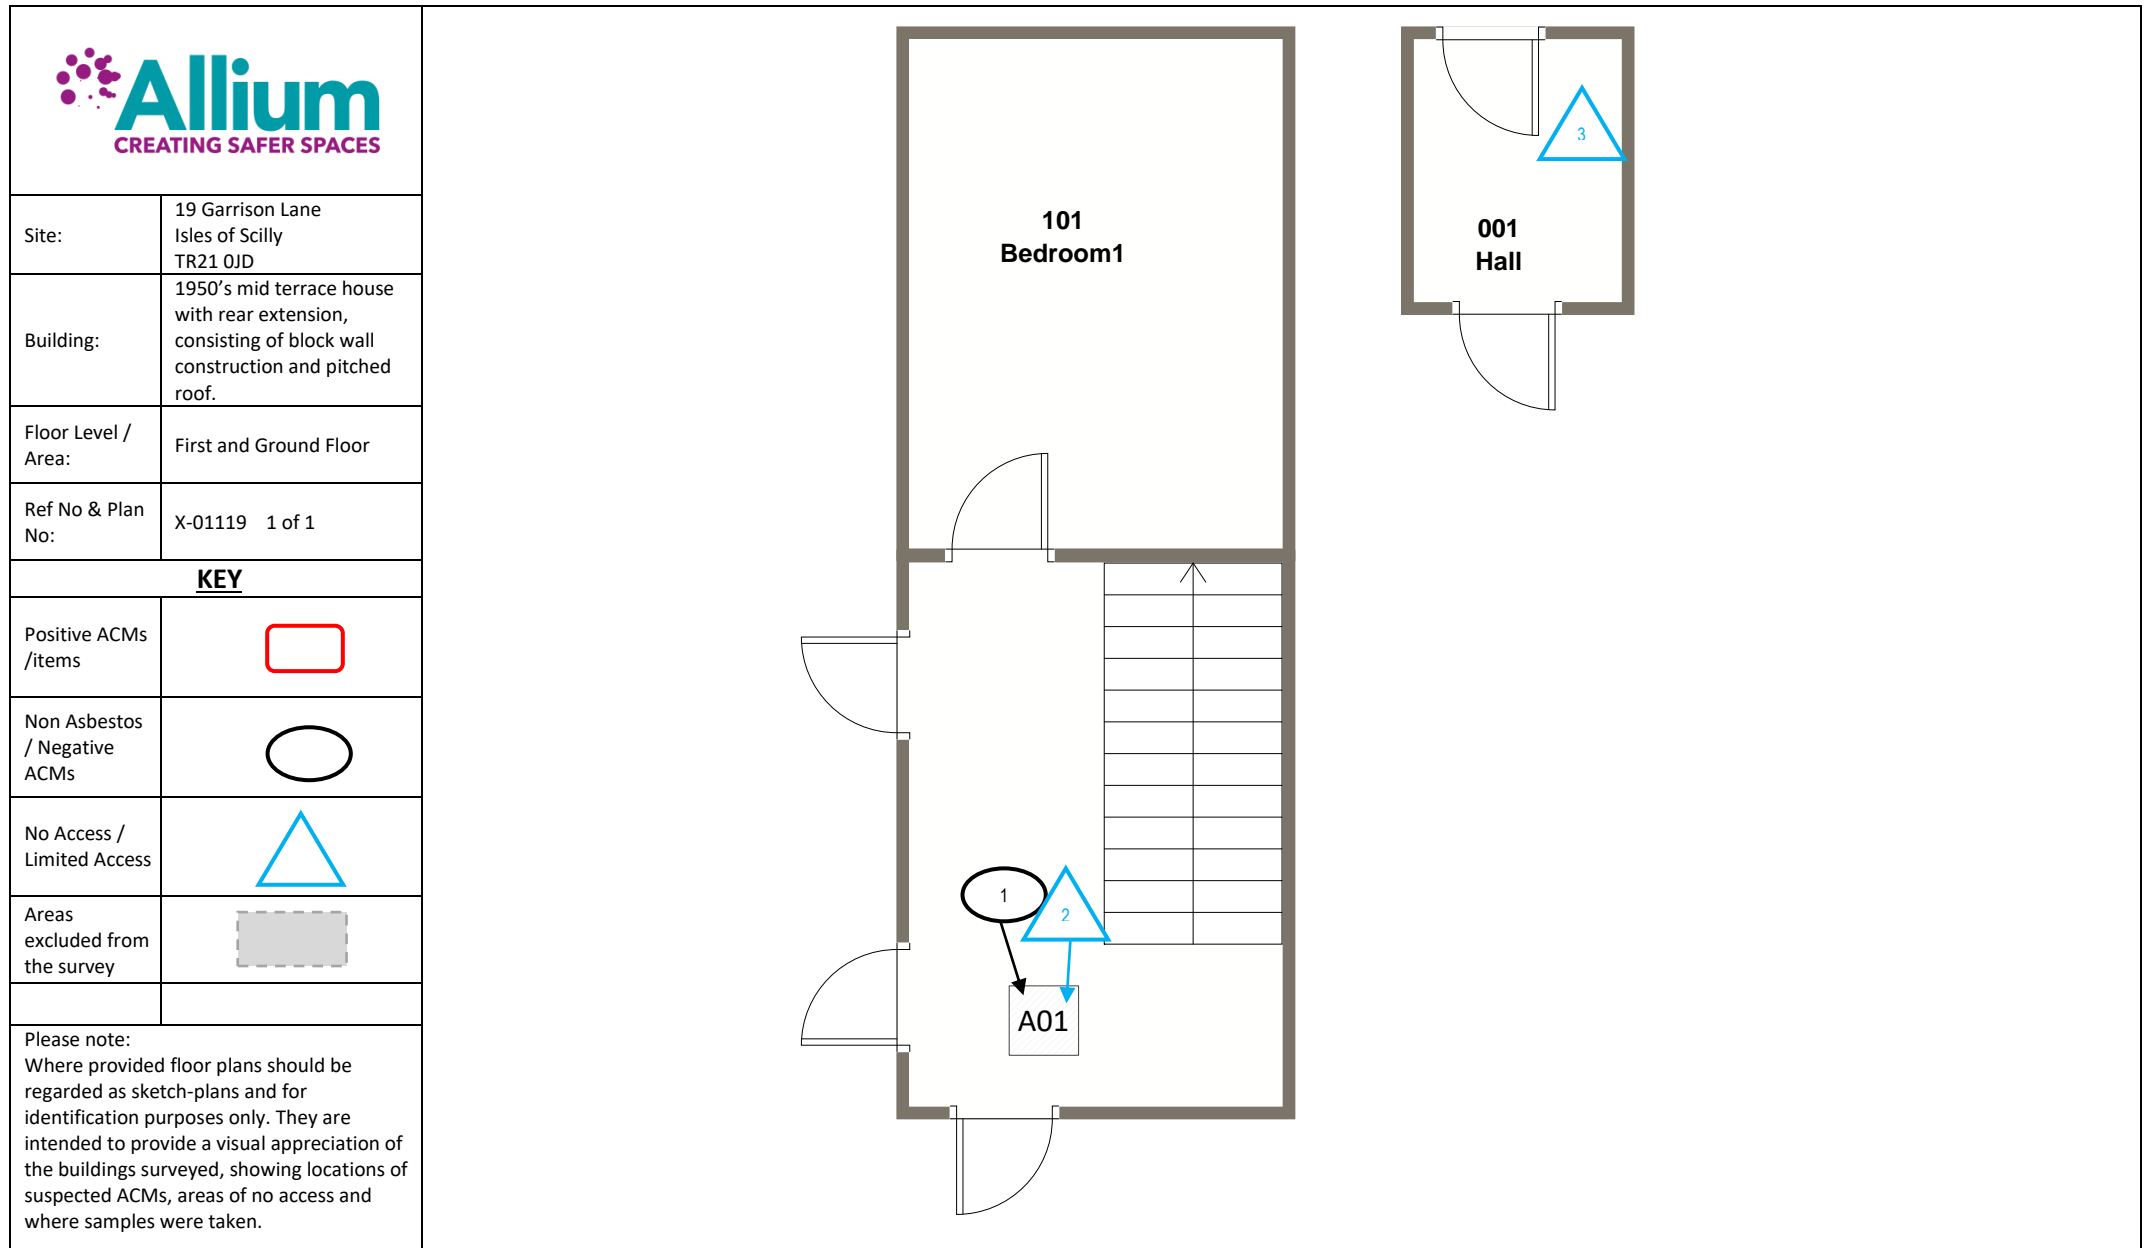 Allium
CREATING SAFER SPACES
Site:
19 Garrison Lane
Isles of Scilly
TR21 0JD
Building:
1950’s mid terrace house
with rear extension,
consisting of block wall
construction and pitched
roof.
Floor Level /
Area:
First and Ground Floor
Ref No & Plan
No:
X-01119 1 of 1
KEY
Positive ACMs
/items
Non Asbestos
/ Negative
ACMs
No Access /
Limited Access
Areas
excluded from
the survey
Please note:
Where provided floor plans should be
regarded as sketch-plans and for
identification purposes only. They are
intended to provide a visual appreciation of
the buildings surveyed, showing locations of
suspected ACMs, areas of no access and
where samples were taken.
101
Bedroom1
1
2
A01
3
001
Hall